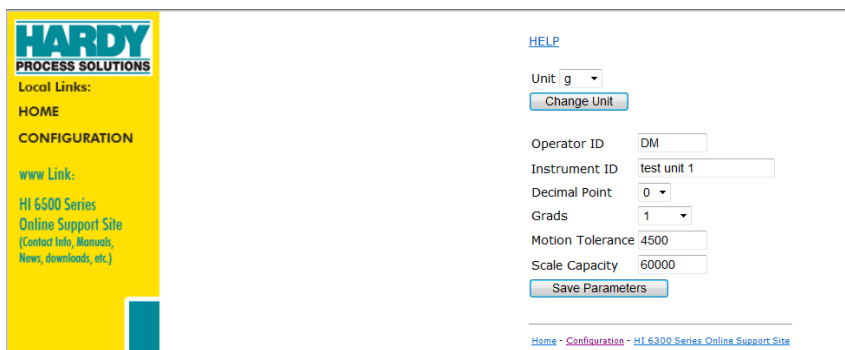 HARDY
PROCESS SOLUTIONS
Local Links:
HOME
CONFIGURATION
www Link:
HI 6500 Series
Online Support Site
(Contact Info, Manuals,
News, downloads, etc.)
HELP
Unit g
Change Unit
Operator ID DM
Instrument ID test unit 1
Decimal Point 0
Grads 1
Motion Tolerance 4500
Scale Capacity 60000
Save Parameters
Home - Configuration - HI 6300 Series Online Support Site